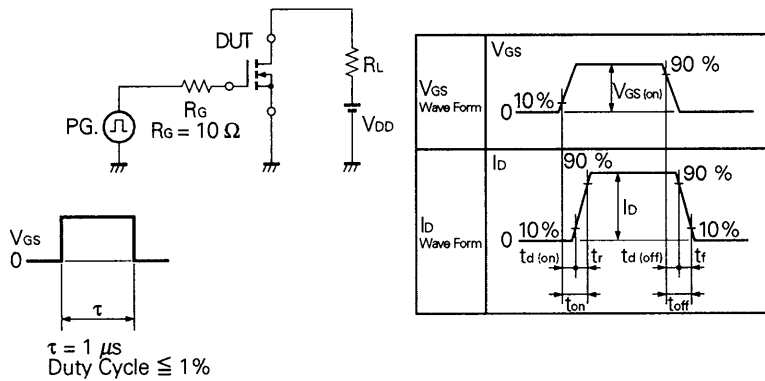 DUT
RL
RG
RG = 10 Ω
PG.
VDD
VGS
0
τ
τ = 1 μs
Duty Cycle ≦ 1%
VGS
Wave Form
VGS
90 %
10%
VGS (on)
0
ID
Wave Form
ID
90 %
90 %
ID
10%
10%
0
td (on)
tr
td (off)
tf
ton
toff